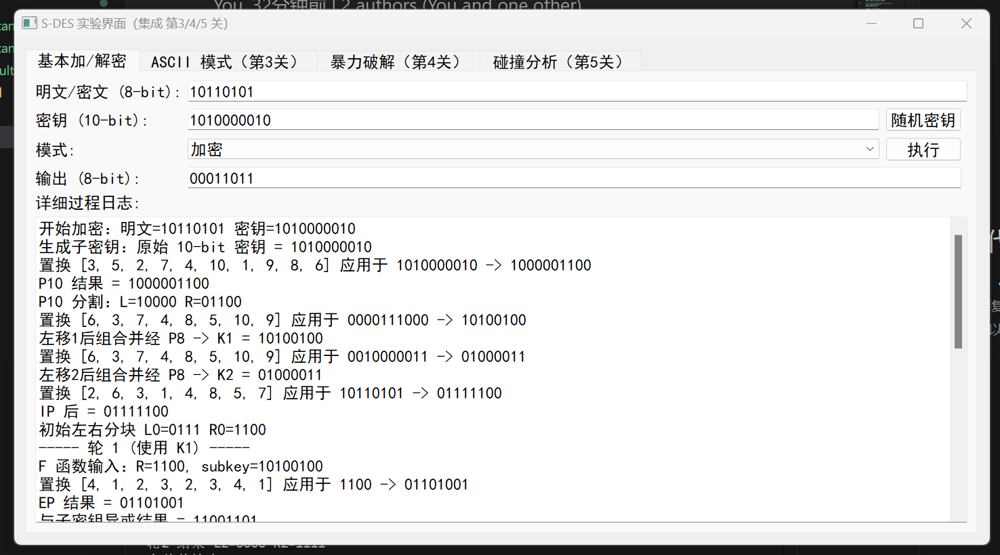 You, 32分钟前 | 2 authors (You and one other)
S-DES 实验界面（集成 第3/4/5 关）
基本加/解密 ASCII 模式（第3关） 暴力破解（第4关） 碰撞分析（第5关）
明文/密文 (8-bit): 10110101
密钥 (10-bit): 1010000010 随机密钥
模式: 加密 执行
输出 (8-bit): 00011011
详细过程日志:
开始加密: 明文=10110101 密钥=1010000010
生成子密钥: 原始 10-bit 密钥 = 1010000010
置换 [3, 5, 2, 7, 4, 10, 1, 9, 8, 6] 应用于 1010000010 -> 1000001100
P10 结果 = 1000001100
P10 分割: L=10000 R=01100
置换 [6, 3, 7, 4, 8, 5, 10, 9] 应用于 0000111000 -> 10100100
左移1后组合并经 P8 -> K1 = 10100100
置换 [6, 3, 7, 4, 8, 5, 10, 9] 应用于 0010000011 -> 01000011
左移2后组合并经 P8 -> K2 = 01000011
置换 [2, 6, 3, 1, 4, 8, 5, 7] 应用于 10110101 -> 01111100
IP 后 = 01111100
初始左右分块 L0=0111 R0=1100
----- 轮 1 (使用 K1) -----
F 函数输入: R=1100, subkey=10100100
置换 [4, 1, 2, 3, 2, 3, 4, 1] 应用于 1100 -> 01101001
EP 结果 = 01101001
与子密钥异或结果 = 11001101